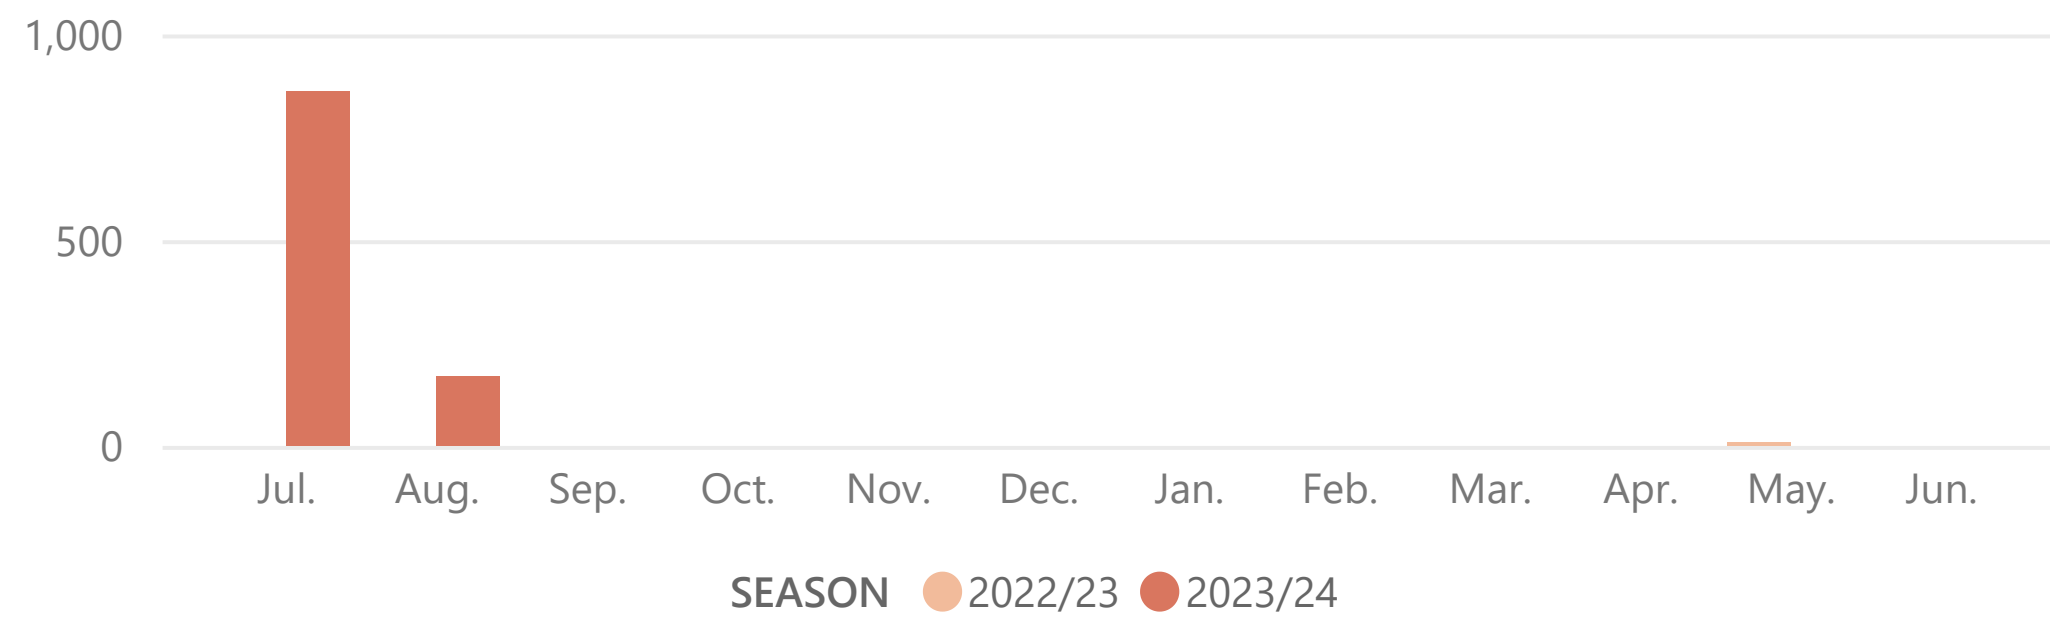 1,000
500
0
Jul. Aug. Sep. Oct. Nov. Dec. Jan. Feb. Mar. Apr. May. Jun.
SEASON 2022/23 2023/24